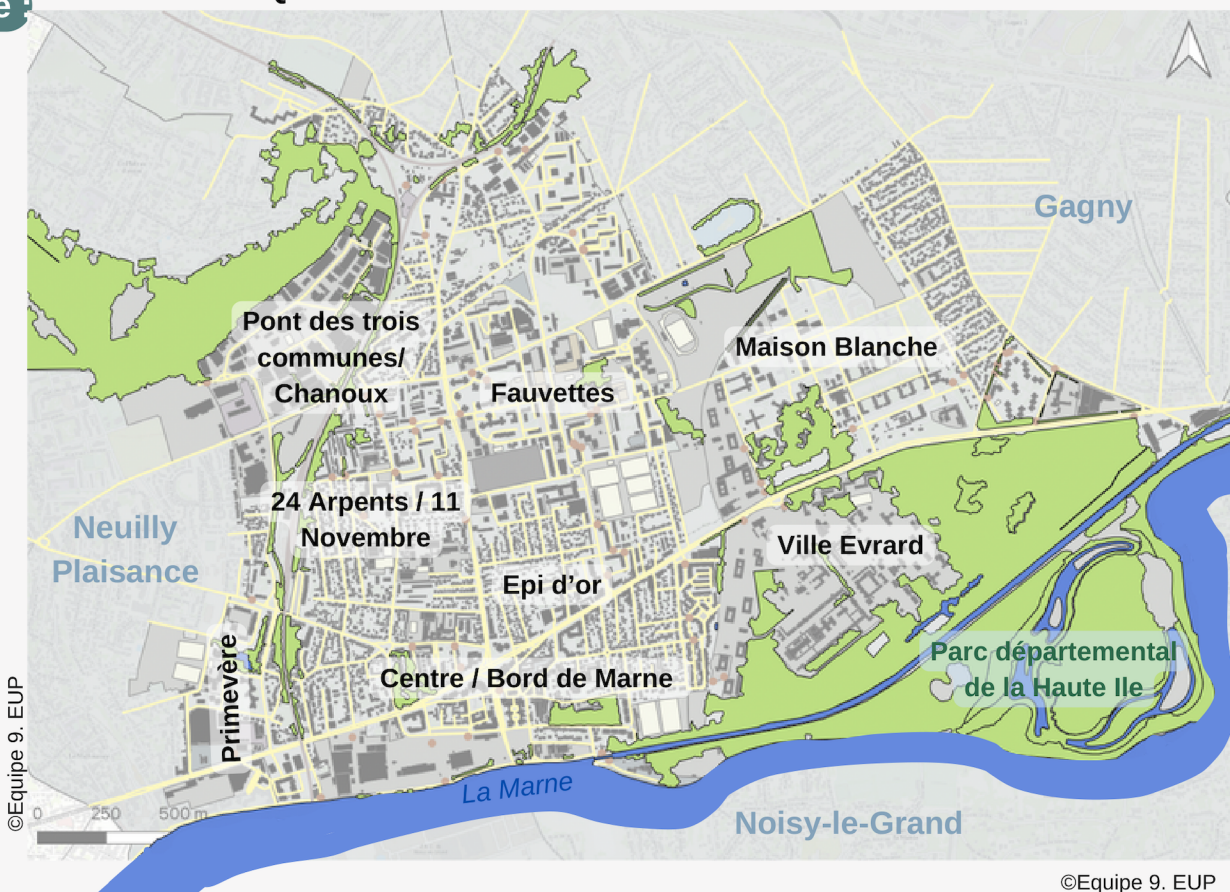 Gagny
Pont des trois
communes/
Chanoux
Maison Blanche
Fauvettes
24 Arpents / 11
Novembre
Neuilly
Plaisance
Ville Evrard
Epi d’or
Primevère
Centre / Bord de Marne
Parc départemental
de la Haute Ile
La Marne
Noisy-le-Grand
0 250 500 m
©Equipe 9. EUP
©Equipe 9. EUP